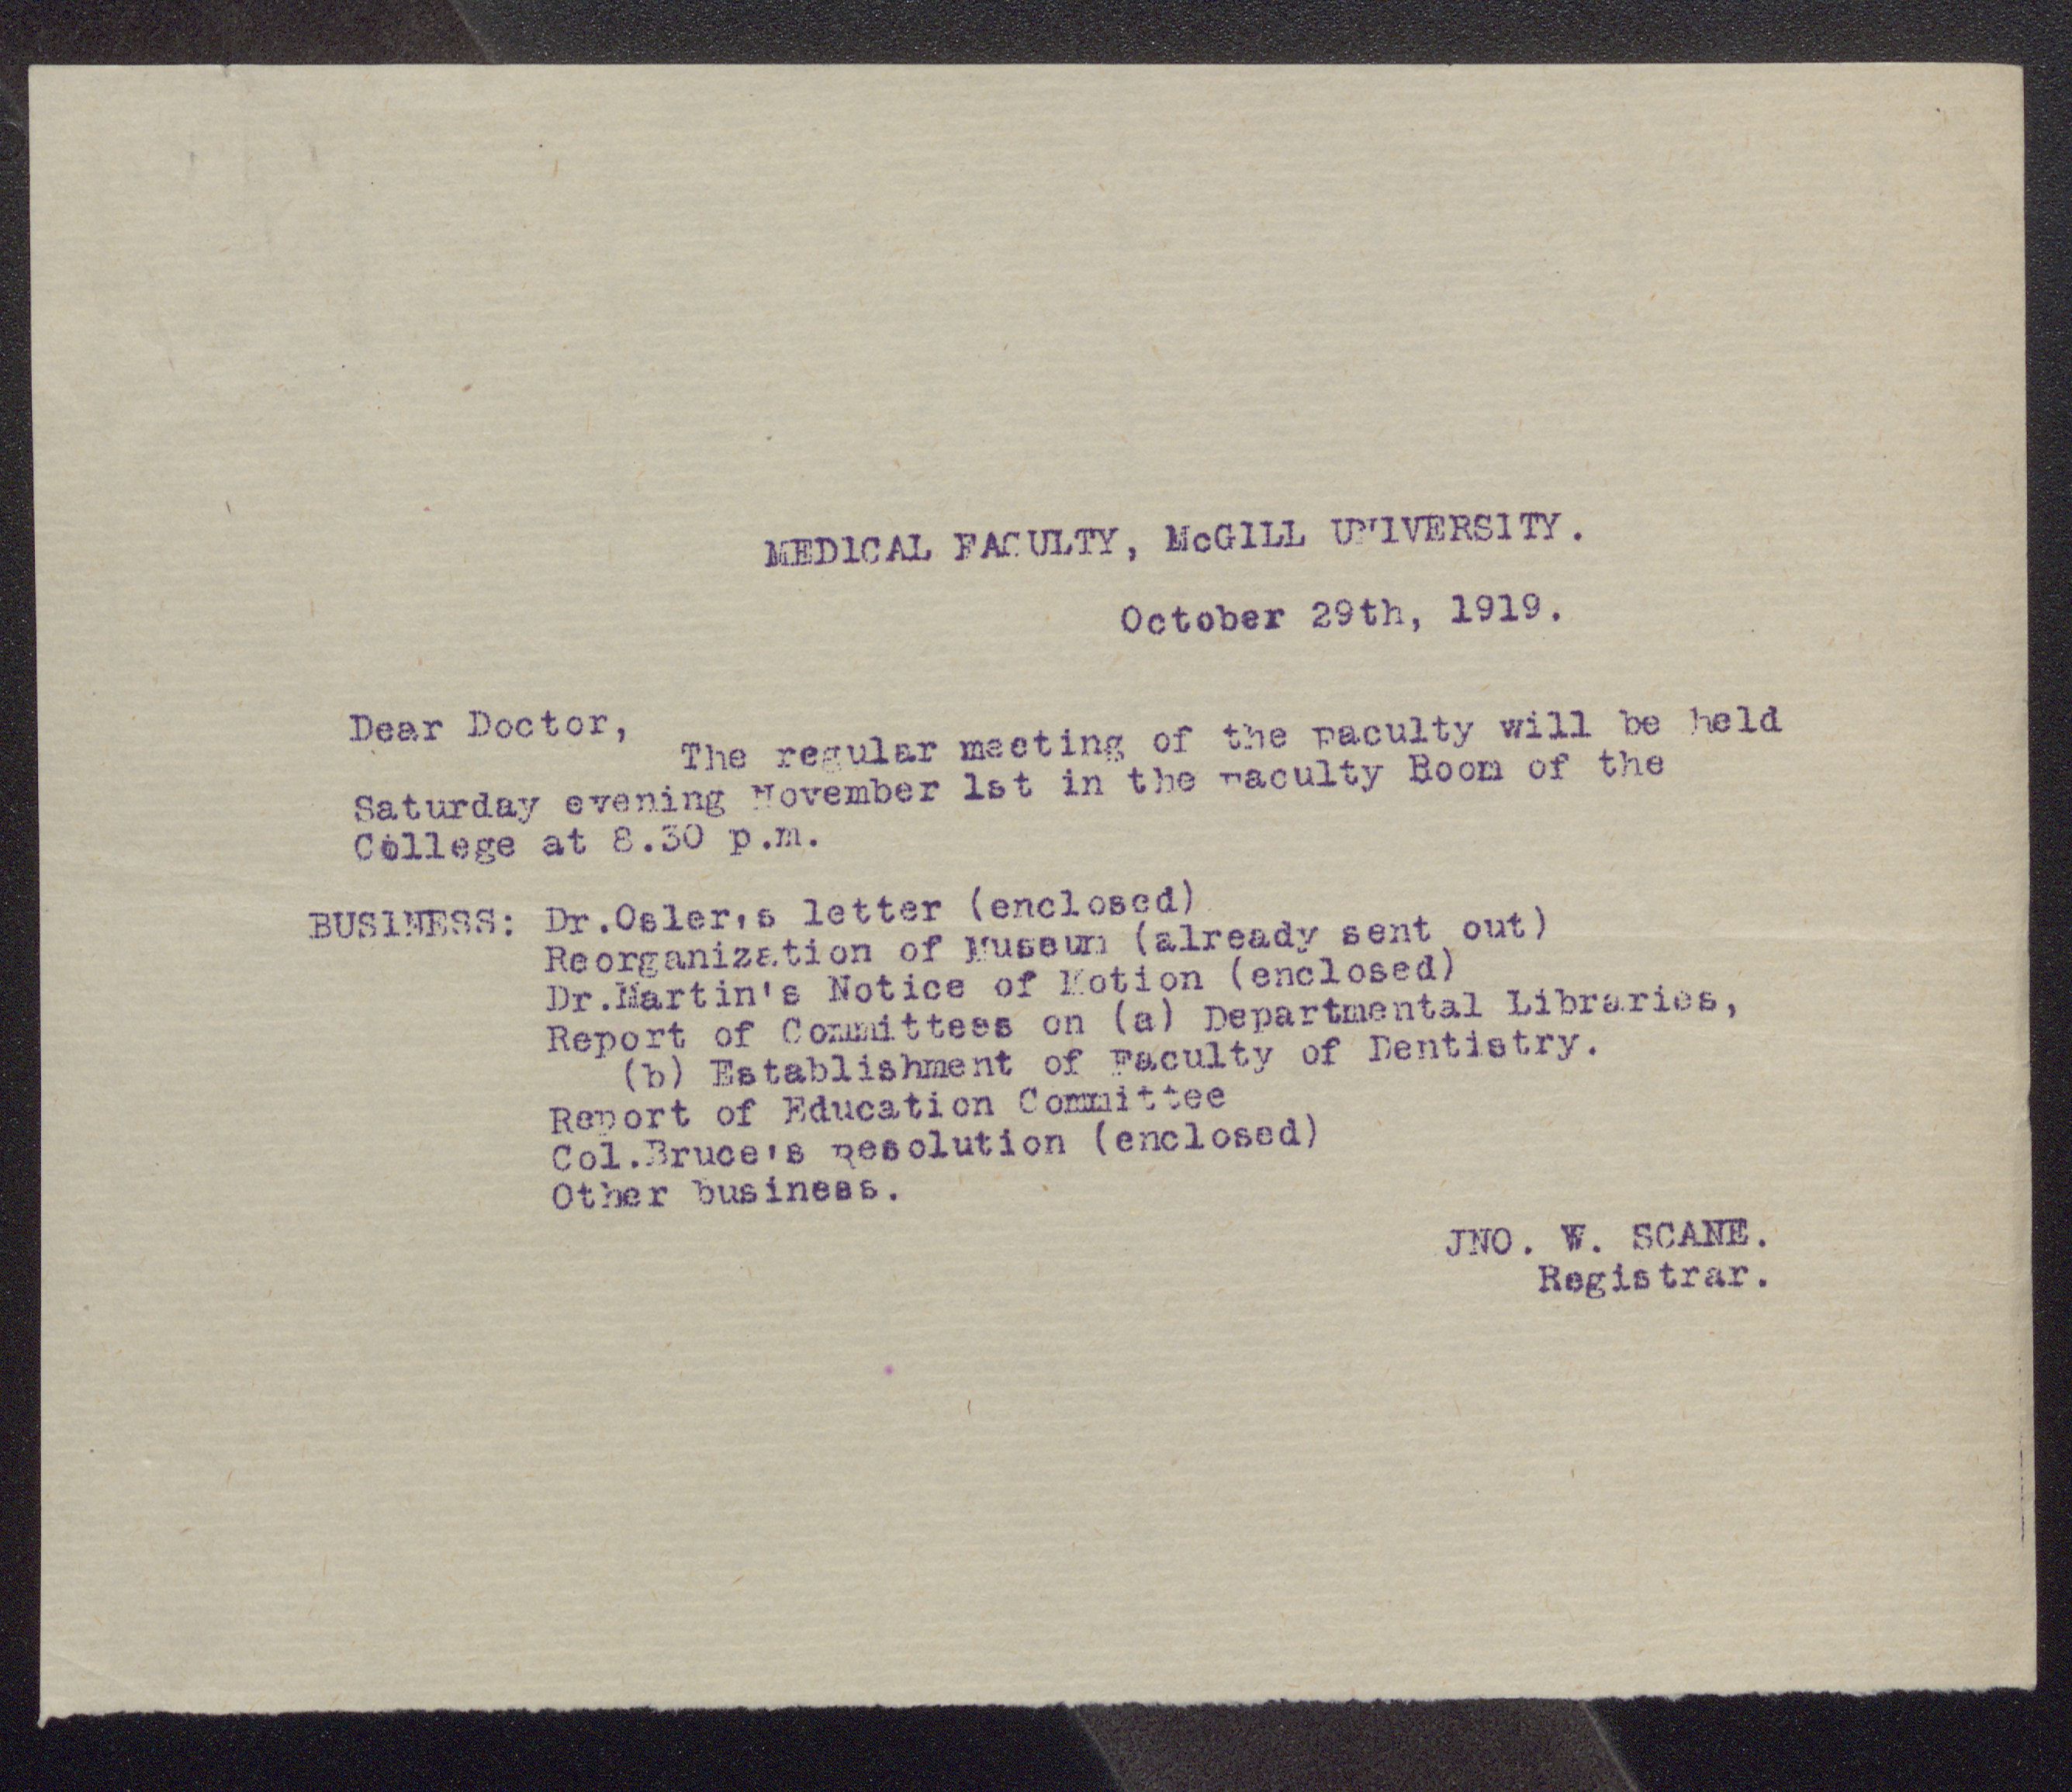 MEDICAL FACULTY, McGILL UNIVERSITY.
October 29th, 1919.
Dear Doctor,
The regular meeting of the Faculty will be held
Saturday evening November 1st in the Faculty Room of the
College at 8.30 p.m.
BUSINESS: Dr.Osler's letter (enclosed)
Reorganization of Museum (already sent out)
Dr.Martin's Notice of Motion (enclosed)
Report of Committees on (a) Departmental Libraries,
(b) Establishment of Faculty of Dentistry.
Report of Education Committee
Col.Bruce's Resolution (enclosed)
Other business.
JNO. W. SCANE.
Registrar.